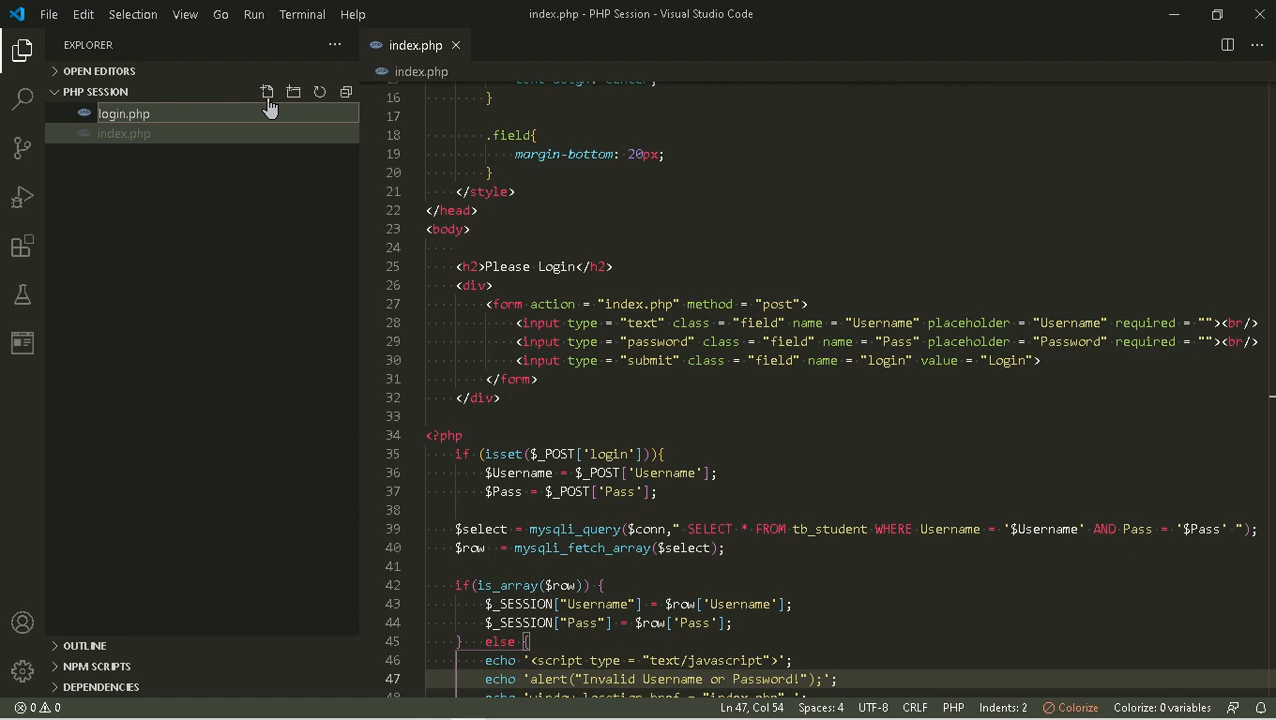 File Edit Selection View Go Run Terminal Help index.php - PHP Session - Visual Studio Code
EXPLORER
index.php
OPEN EDITORS
PHP SESSION
login.php
index.php
OUTLINE
NPM SCRIPTS
DEPENDENCIES
index.php
16 }
17
18 .field{
19 margin-bottom: 20px;
20 }
21 </style>
22 </head>
23 <body>
24
25 <h2>Please Login</h2>
26 <div>
27 <form action = "index.php" method = "post">
28 <input type = "text" class = "field" name = "Username" placeholder = "Username" required = ""><br/>
29 <input type = "password" class = "field" name = "Pass" placeholder = "Password" required = ""><br/>
30 <input type = "submit" class = "field" name = "login" value = "Login">
31 </form>
32 </div>
33
34 <?php
35 if (isset($_POST['login'])){
36 $Username = $_POST['Username'];
37 $Pass = $_POST['Pass'];
38
39 $select = mysqli_query($conn," SELECT * FROM tb_student WHERE Username = '$Username' AND Pass = '$Pass' ");
40 $row = mysqli_fetch_array($select);
41
42 if(is_array($row)) {
43 $_SESSION["Username"] = $row['Username'];
44 $_SESSION["Pass"] = $row['Pass'];
45 } else {
46 echo '<script type = "text/javascript">';
47 echo 'alert("Invalid Username or Password!");';
0 0 Ln 47, Col 54 Spaces: 4 UTF-8 CRLF PHP Indents: 2 Colorize Colorize: 0 variables